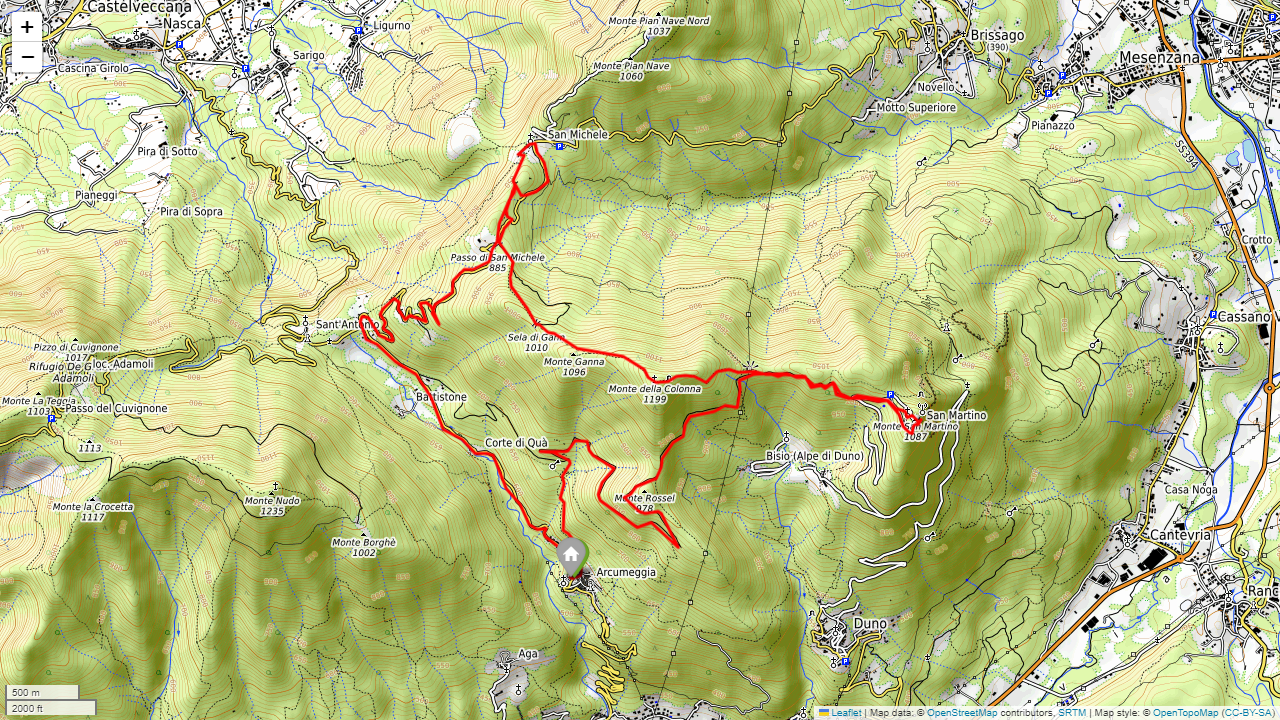 Castelveccana
Nasca
Ligurno
Monte Pian Nave Nord
1037
Brissago
(390)
Mesenzana
+
−
Cascina Girolo
Sarigo
Monte Pian Nave
1060
Novello
Motto Superiore
Pianazzo
San Michele
SS394
Pira di Sotto
Pianeggi
Pira di Sopra
Crotto
Passo di San Michele
885
Sant'Antonio
Cassano V
Sela di Gana
1010
Monte Ganna
1096
Pizzo di Cuvignone
1017
Rifugio De G
Adamoli
loc. Adamoli
Monte La Teggia
1103
Passo del Cuvignone
Battistone
Monte della Colonna
1199
San Martino
Monte San Martino
1087
1113
Corte di Quà
Bisio (Alpe di Duno)
Monte Nudo
1235
Monte la Crocetta
1117
Monte Rossel
978
Casa Noga
Monte Borghè
1002
Cantevria
Arcumeggia
Ranc
Duno
Aga
500 m
2000 ft
Leaflet | Map data: © OpenStreetMap contributors, SRTM | Map style: © OpenTopoMap (CC-BY-SA)